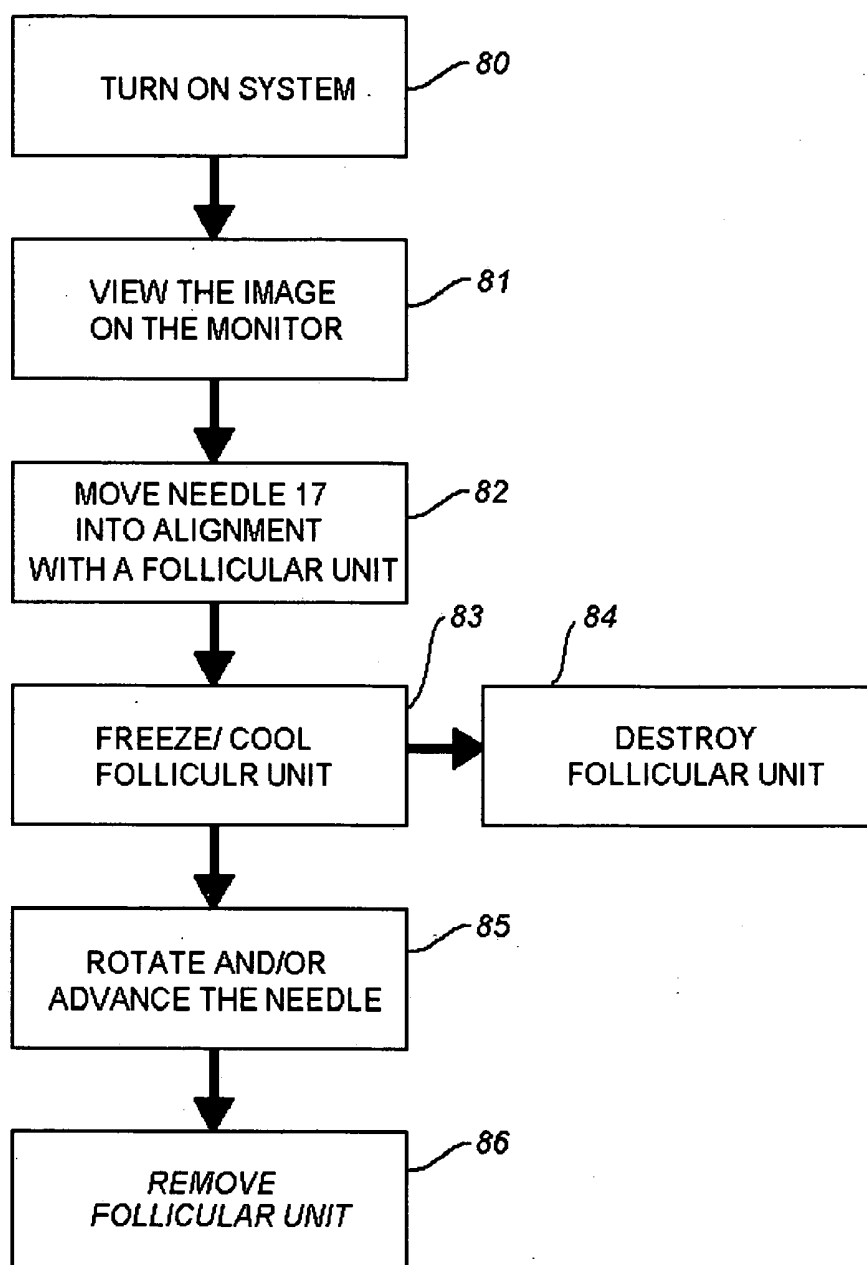 TURN ON SYSTEM
80
VIEW THE IMAGE
ON THE MONITOR
81
MOVE NEEDLE 17
INTO ALIGNMENT
WITH A FOLLICULAR UNIT
82
FREEZE/ COOL
FOLLICULR UNIT
83
DESTROY
FOLLICULAR UNIT
84
ROTATE AND/OR
ADVANCE THE NEEDLE
85
REMOVE
FOLLICULAR UNIT
86